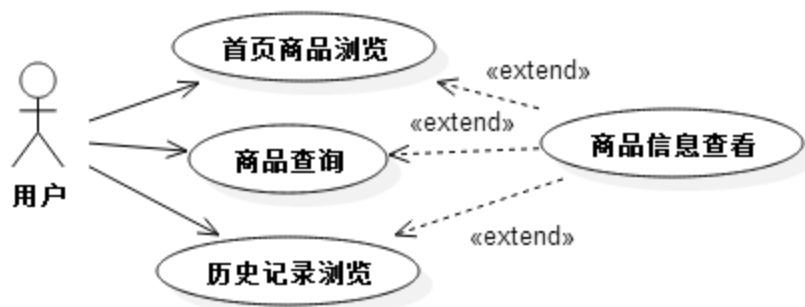 首页商品浏览
«extend»
«extend»
商品查询
商品信息查看
用户
«extend»
历史记录浏览